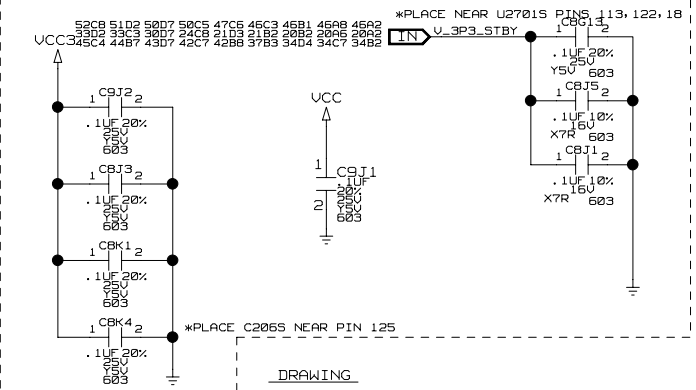 *PLACE NEAR U2701S PINS 113,122,18
52C8 51D2 50D7 50C5 47C6 46C3 46B1 46A8 46A2
33D2 33C3 30D7 24C8 21D3 21B2 20B2 20A6 20A2
45C4 44B7 43D7 42C7 42B8 37B3 34D4 34C7 34B2
IN
V_3P3_STBY
VCC3
C8G13
1 2
.1UF 20%
25V
Y5V
603
C8J5
1 2
.1UF 10%
16V
X7R
603
C8J1
1 2
.1UF 10%
16V
X7R
603
C9J2
1 2
.1UF 20%
25V
Y5V
603
C8J3
1 2
.1UF 20%
25V
Y5V
603
C8K1
1 2
.1UF 20%
25V
Y5V
603
C8K4
1 2
.1UF 20%
25V
Y5V
603
VCC
1
C9J1
.1UF
20%
25V
Y5V
603
2
*PLACE C206S NEAR PIN 125
DRAWING